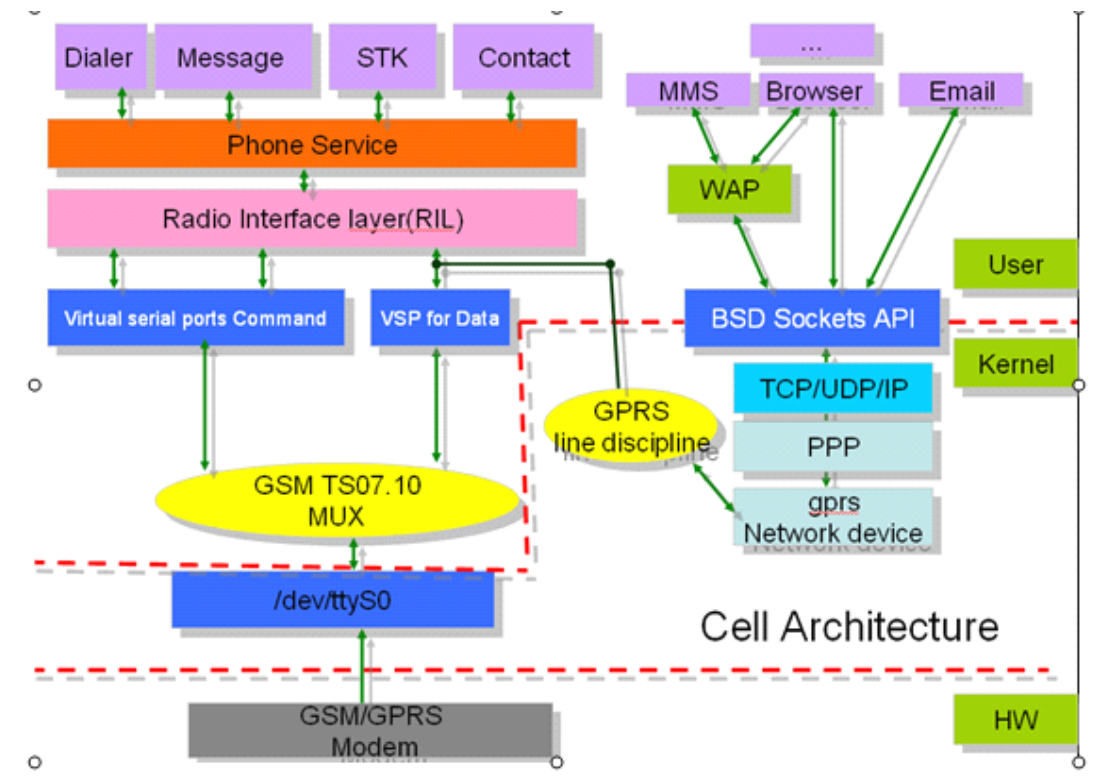 Dialer
Message
STK
Contact
...
MMS
Browser
Email
Phone Service
WAP
Radio Interface layer(RIL)
User
Virtual serial ports Command
VSP for Data
BSD Sockets API
Kernel
TCP/UDP/IP
GPRS
line discipline
PPP
GSM TS07.10
MUX
gprs
Network device
/dev/ttyS0
Cell Architecture
GSM/GPRS
Modem
HW